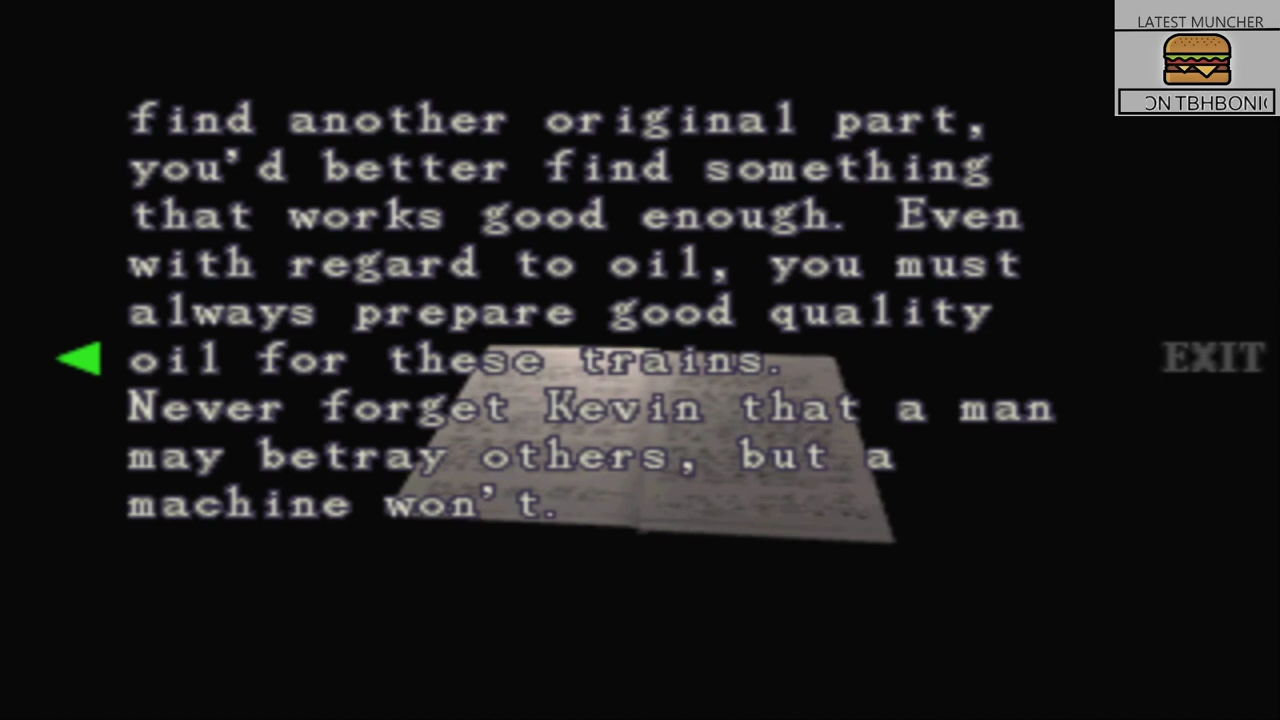 LATEST MUNCHER
find another original part,
you'd better find something
that works good enough. Even
with regard to oil, you must
always prepare good quality
oil for these trains.
EXIT
Never forget Kevin that a man
may betray others, but a
machine won't.